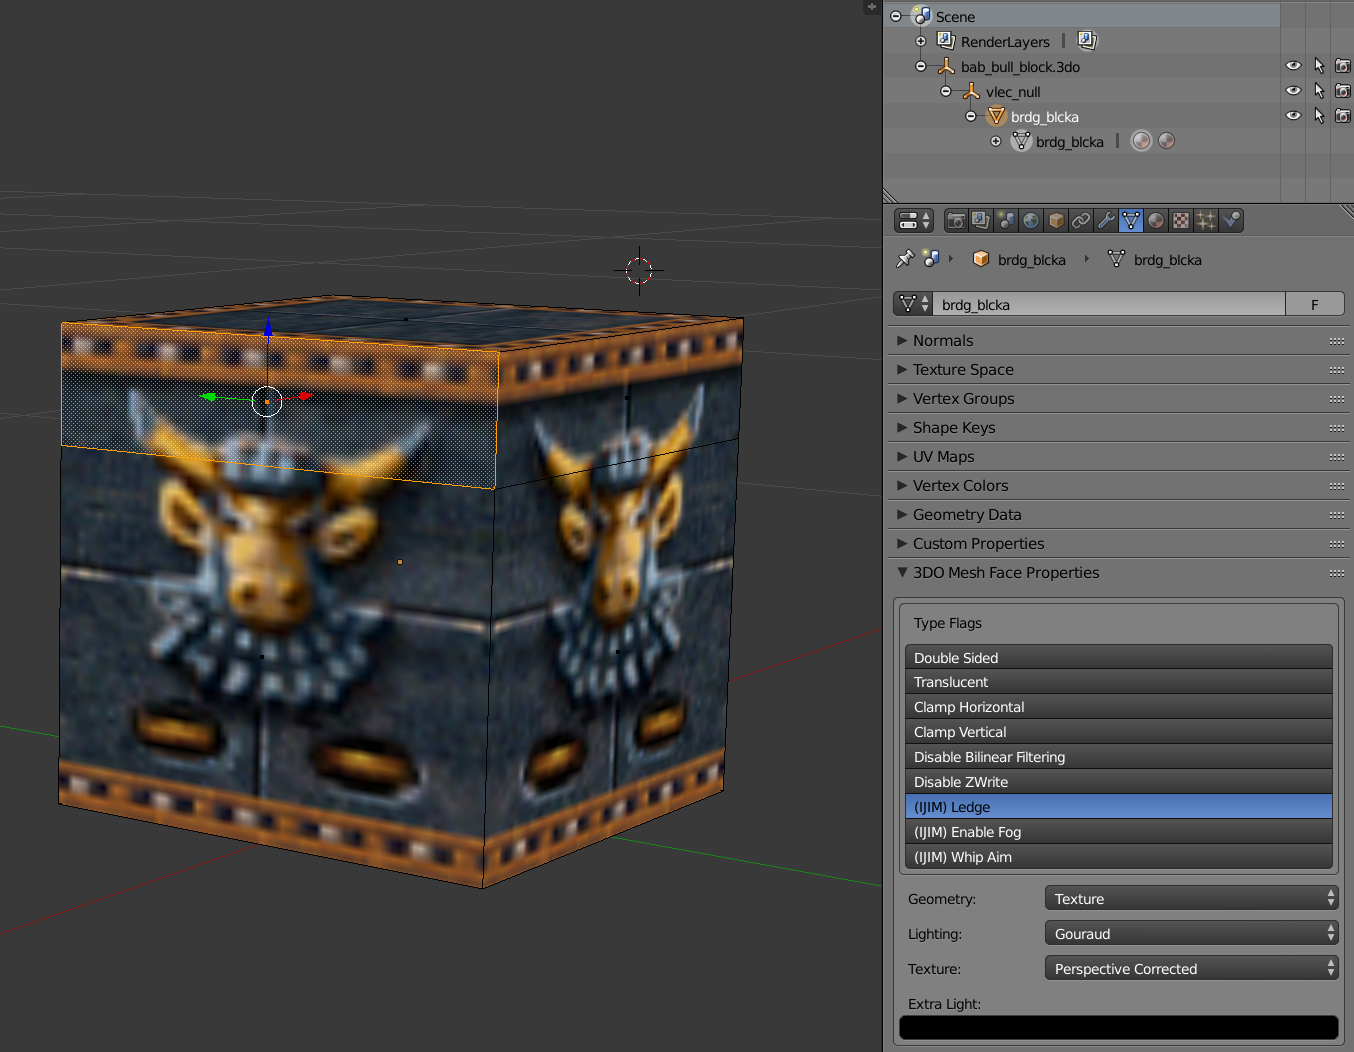 Scene
RenderLayers
bab_bull_block.3do
vlec_null
brdg_blcka
brdg_blcka
brdg_blcka brdg_blcka
brdg_blcka F
Normals
Texture Space
Vertex Groups
Shape Keys
UV Maps
Vertex Colors
Geometry Data
Custom Properties
3DO Mesh Face Properties
Type Flags
Double Sided
Translucent
Clamp Horizontal
Clamp Vertical
Disable Bilinear Filtering
Disable ZWrite
(IJIM) Ledge
(IJIM) Enable Fog
(IJIM) Whip Aim
Geometry: Texture
Lighting: Gouraud
Texture: Perspective Corrected
Extra Light: